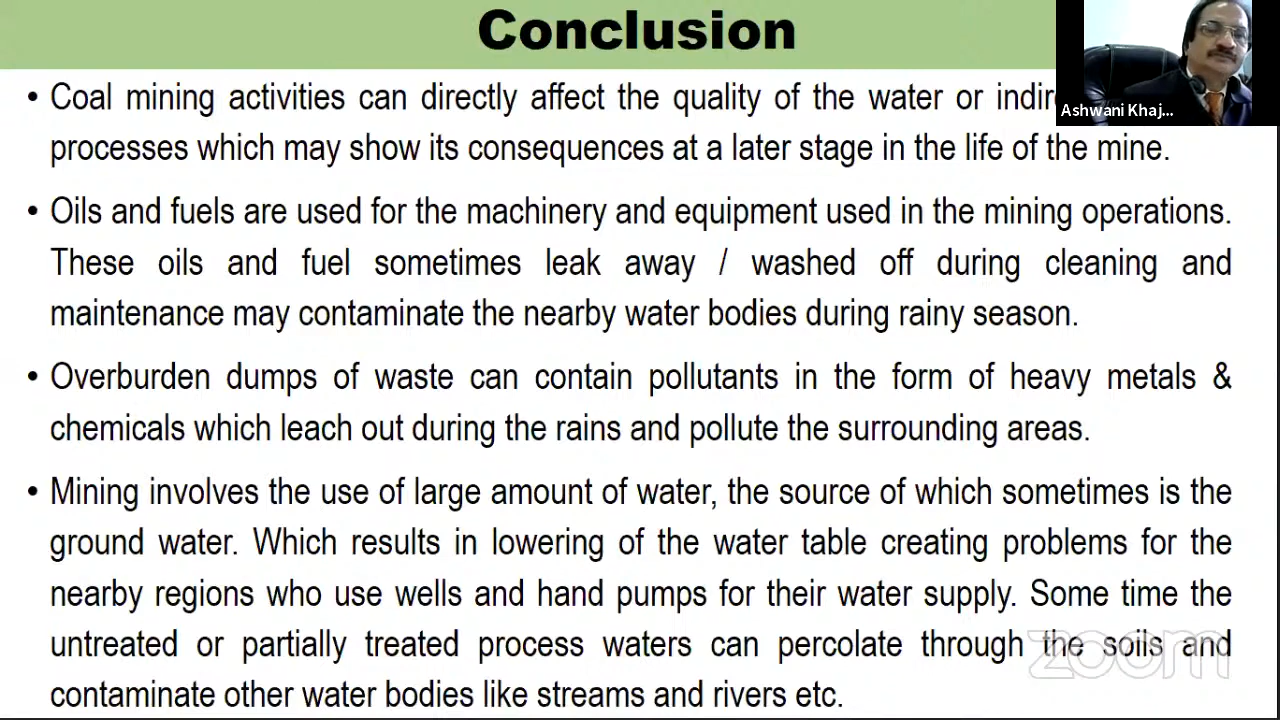 Conclusion
• Coal mining activities can directly affect the quality of the water or
processes which may show its consequences at a later stage in the life of the mine.
• Oils and fuels are used for the machinery and equipment used in the mining operations.
These oils and fuel sometimes leak away / washed off during cleaning and
maintenance may contaminate the nearby water bodies during rainy season.
• Overburden dumps of waste can contain pollutants in the form of heavy metals &
chemicals which leach out during the rains and pollute the surrounding areas.
• Mining involves the use of large amount of water, the source of which sometimes is the
ground water. Which results in lowering of the water table creating problems for the
nearby regions who use wells and hand pumps for their water supply. Some time the
untreated or partially treated process waters can percolate through the soils and
contaminate other water bodies like streams and rivers etc.
Ashwani Khaj...
zoom